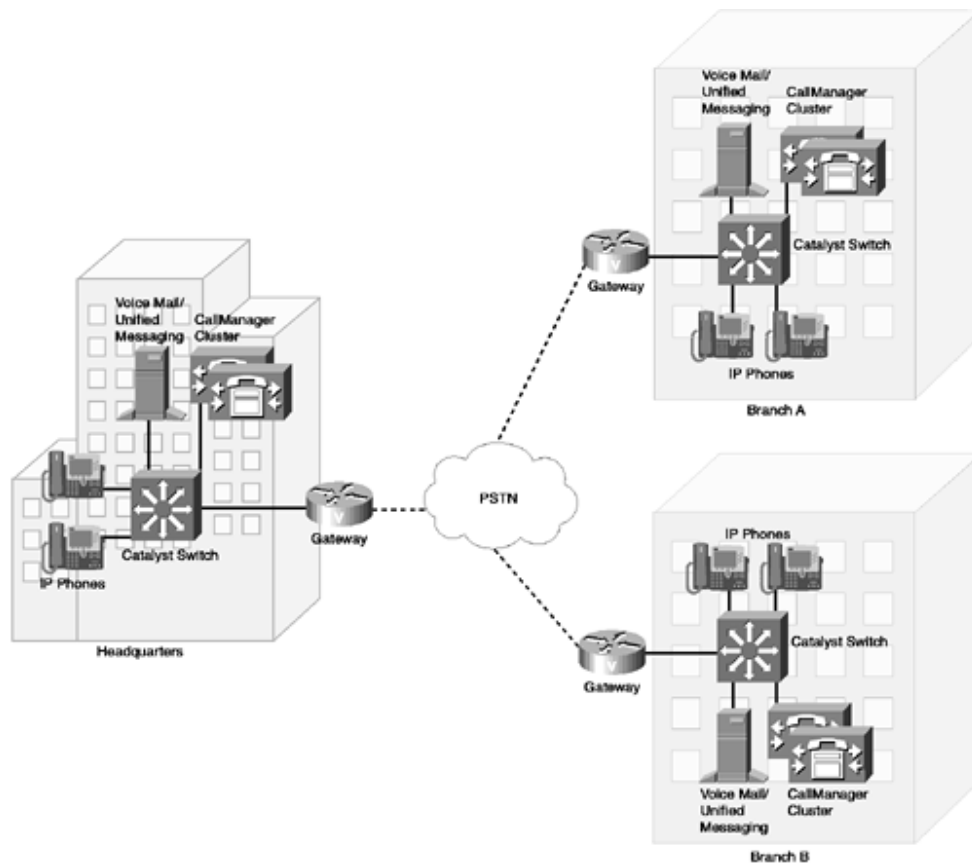 Voice Mail/
Unified
Messaging
CallManager
Cluster
Catalyst Switch
V
Gateway
IP Phones
Branch A
Voice Mail/
Unified
Messaging
CallManager
Cluster
PSTN
V
Gateway
Catalyst Switch
IP Phones
Headquarters
IP Phones
Catalyst Switch
V
Gateway
Voice Mail/
Unified
Messaging
CallManager
Cluster
Branch B